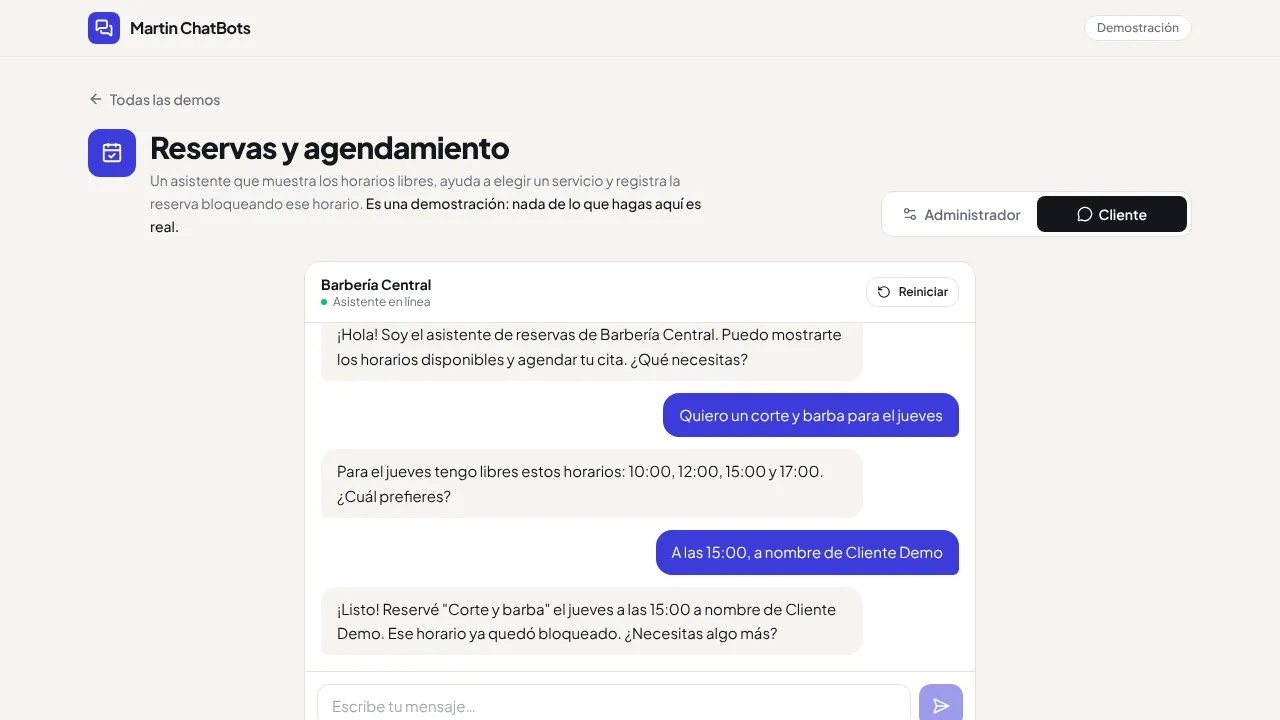 Martin ChatBots
Demostración
Todas las demos
Reservas y agendamiento
Un asistente que muestra los horarios libres, ayuda a elegir un servicio y registra la
reserva bloqueando ese horario. Es una demostración: nada de lo que hagas aquí es
real.
Administrador
Cliente
Barbería Central
Asistente en línea
Reiniciar
¡Hola! Soy el asistente de reservas de Barbería Central. Puedo mostrarte
los horarios disponibles y agendar tu cita. ¿Qué necesitas?
Quiero un corte y barba para el jueves
Para el jueves tengo libres estos horarios: 10:00, 12:00, 15:00 y 17:00.
¿Cuál prefieres?
A las 15:00, a nombre de Cliente Demo
¡Listo! Reservé "Corte y barba" el jueves a las 15:00 a nombre de Cliente
Demo. Ese horario ya quedó bloqueado. ¿Necesitas algo más?
Escribe tu mensaje...